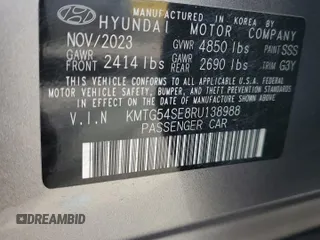 MANUFACTURED IN KOREA BY
HYUNDAI MOTOR COMPANY
NOV/2023 GVWR 4850 lbs PAINT SSS
GAWR FRONT 2414 lbs GAWR REAR 2690 lbs TRIM G3Y
THIS VEHICLE CONFORMS TO ALL APPLICABLE
FEDERAL MOTOR VEHICLE SAFETY, BUMPER, AND
THEFT PREVENTION STANDARDS IN EFFECT ON THE DATE
OF MANUFACTURE SHOWN ABOVE.
V.I.N KMTG54SE8RU138988
PASSENGER CAR
AUTOBIDMASTER